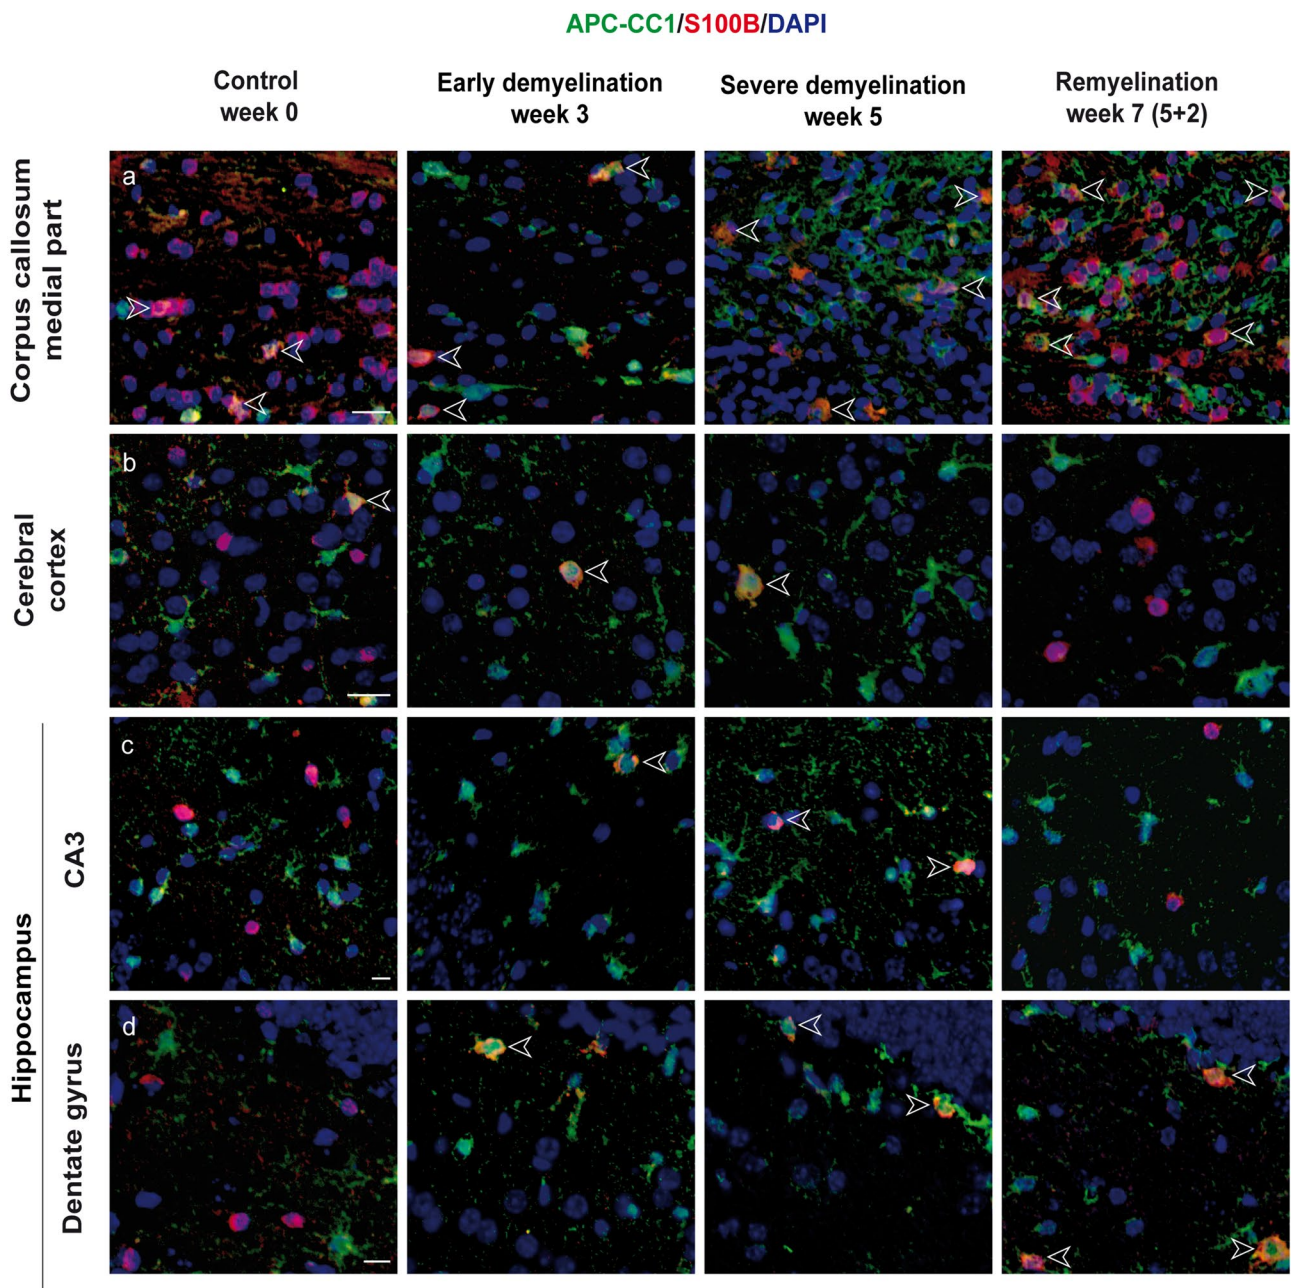 APC-CC1/S100B/DAPI
Control
week 0
Early demyelination
week 3
Severe demyelination
week 5
Remyelination
week 7 (5+2)
Corpus callosum
medial part
a
Cerebral
cortex
b
Hippocampus
CA3
c
Dentate gyrus
d